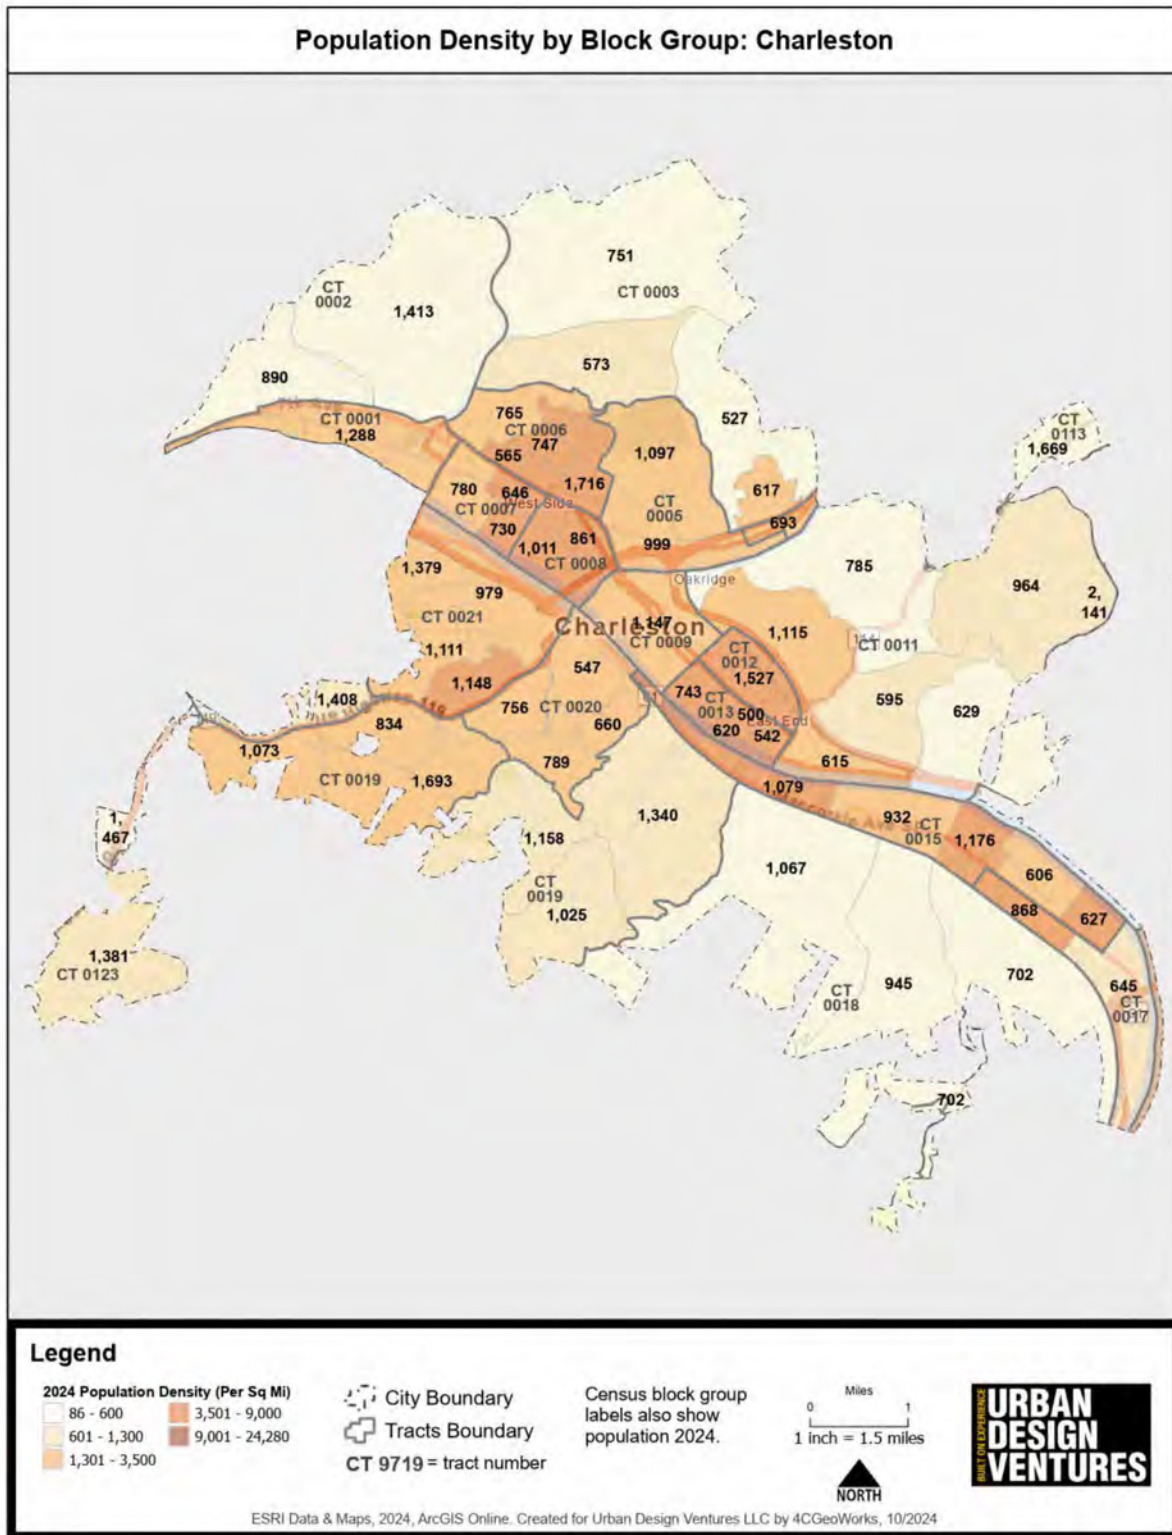 Population Density by Block Group: Charleston
751
CT
0002
CT 0003
1,413
573
890
527
CT 0001
1,288
765
CT 0006
747
565
1,097
CT
0113
1,669
1,716
617
780
646
West Side
CT 0007
CT
0005
693
730
861
1,011
CT 0008
999
1,379
785
964
Oakridge
979
2,
141
CT 0021
1,147
Charleston
CT 0009
1,115
114
CT 0011
1,111
CT
0012
547
1,527
1,148
1,408
756
CT 0020
743
CT
0013
500
595
629
834
660
East End
620
542
1,073
789
615
CT 0019
1,693
1,079
1,340
932
CT
0015
1,176
1,
467
1,158
1,067
606
CT
0019
1,025
868
627
1,381
CT 0123
945
702
645
CT
0018
CT
0017
702
Legend
2024 Population Density (Per Sq Mi)
86 - 600
601 - 1,300
1,301 - 3,500
3,501 - 9,000
9,001 - 24,280
City Boundary
Tracts Boundary
CT 9719 = tract number
Census block group
labels also show
population 2024.
Miles
0 1
1 inch = 1.5 miles
NORTH
BUILT ON EXPERIENCE
URBAN
DESIGN
VENTURES
ESRI Data & Maps, 2024, ArcGIS Online. Created for Urban Design Ventures LLC by 4CGeoWorks, 10/2024